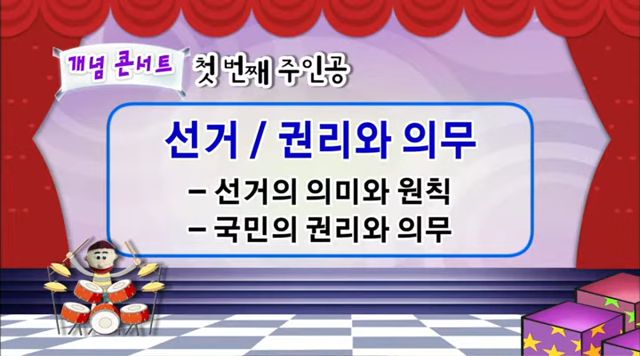 개념 콘서트 첫 번째 주인공
선거 / 권리와 의무
– 선거의 의미와 원칙
– 국민의 권리와 의무